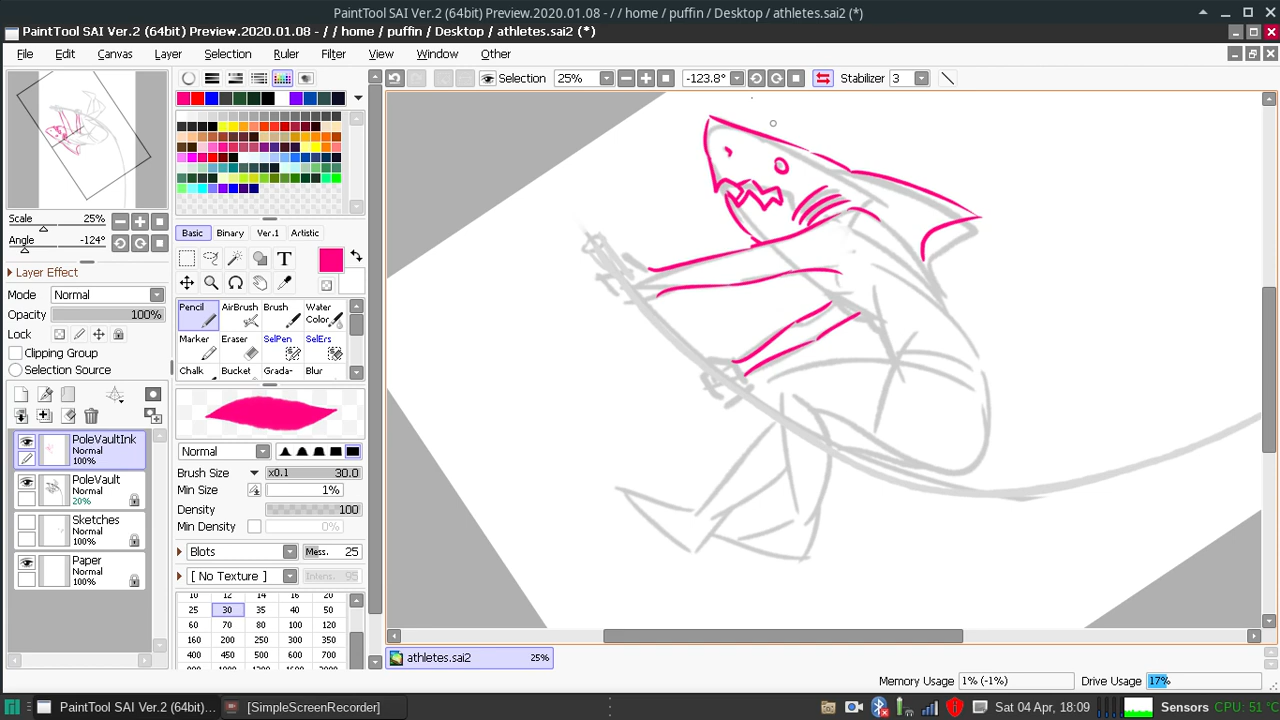 PaintTool SAI Ver.2 (64bit) Preview.2020.01.08 - / / home / puffin / Desktop / athletes.sai2 (*)
PaintTool SAI Ver.2 (64bit) Preview.2020.01.08 - / / home / puffin / Desktop / athletes.sai2 (*)
File Edit Canvas Layer Selection Ruler Filter View Window Other
Selection 25% -123.8° Stabilizer 3
Scale 25%
Angle -124°
Layer Effect
Mode Normal
Opacity 100%
Lock
Clipping Group
Selection Source
PoleVaultInk
Normal
100%
PoleVault
Normal
20%
Sketches
Normal
100%
Paper
Normal
100%
Basic Binary Ver.1 Artistic
T
Pencil AirBrush Brush Water Color
Marker Eraser SelPen SelErs
Chalk Bucket Grada- Blur
Normal
Brush Size x0.1 30.0
Min Size 1%
Density 100
Min Density 0%
Blots Mess. 25
[ No Texture ] Intens. 95
10 12 14 16 20
25 30 35 40 50
60 70 80 100 120
160 200 250 300 350
400 450 500 600 700
athletes.sai2 25%
Memory Usage 1% (-1%) Drive Usage 17%
PaintTool SAI Ver.2 (64bit)... [SimpleScreenRecorder] Sat 04 Apr, 18:09 Sensors CPU: 51 °C